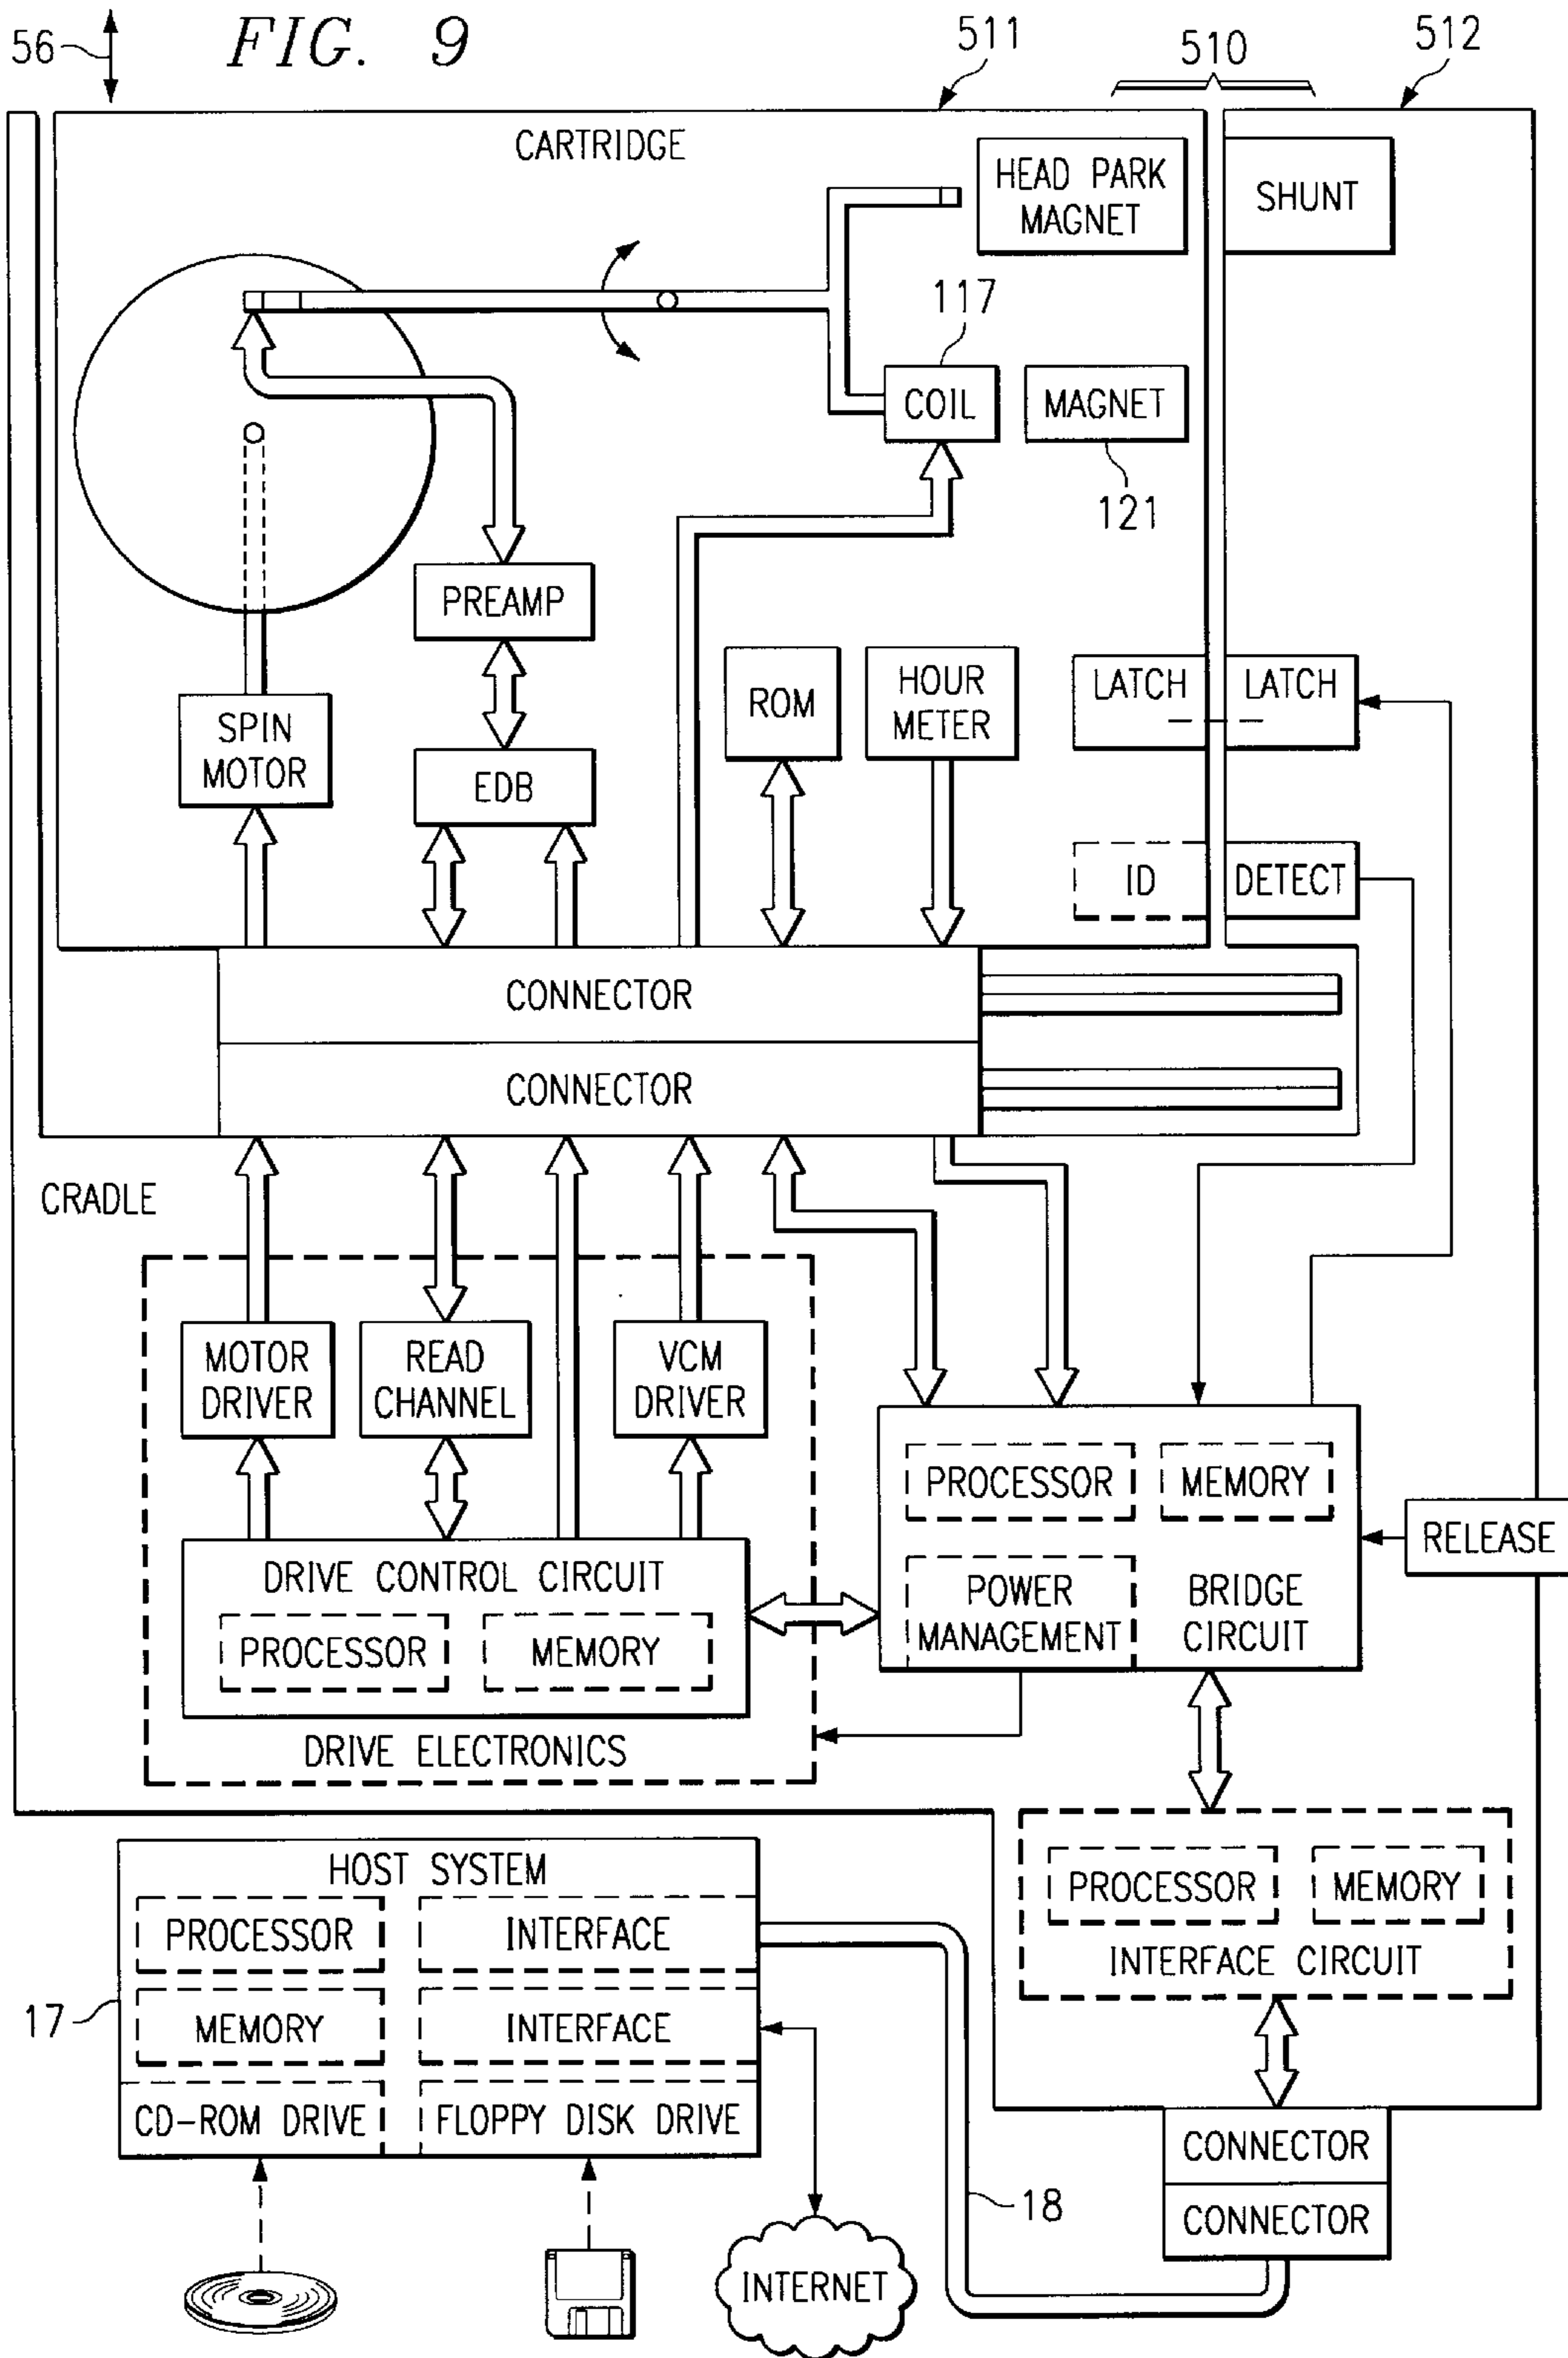 56
FIG. 9
511
510
512
CARTRIDGE
HEAD PARK
MAGNET
SHUNT
117
COIL
MAGNET
121
PREAMP
SPIN
MOTOR
EDB
ROM
HOUR
METER
LATCH
LATCH
ID
DETECT
CONNECTOR
CONNECTOR
CRADLE
MOTOR
DRIVER
READ
CHANNEL
VCM
DRIVER
DRIVE CONTROL CIRCUIT
PROCESSOR
MEMORY
DRIVE ELECTRONICS
PROCESSOR
MEMORY
POWER
MANAGEMENT
BRIDGE
CIRCUIT
RELEASE
PROCESSOR
MEMORY
INTERFACE CIRCUIT
HOST SYSTEM
PROCESSOR
INTERFACE
17
MEMORY
INTERFACE
CD-ROM DRIVE
FLOPPY DISK DRIVE
CONNECTOR
CONNECTOR
18
INTERNET